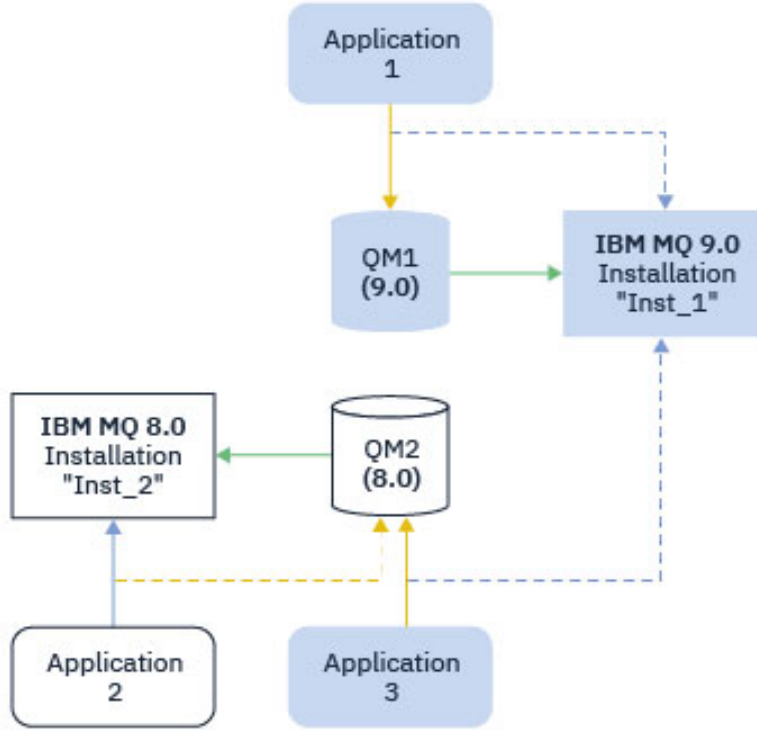 Application
1
QM1
(9.0)
IBM MQ 9.0
Installation
"Inst_1"
IBM MQ 8.0
Installation
"Inst_2"
QM2
(8.0)
Application
2
Application
3